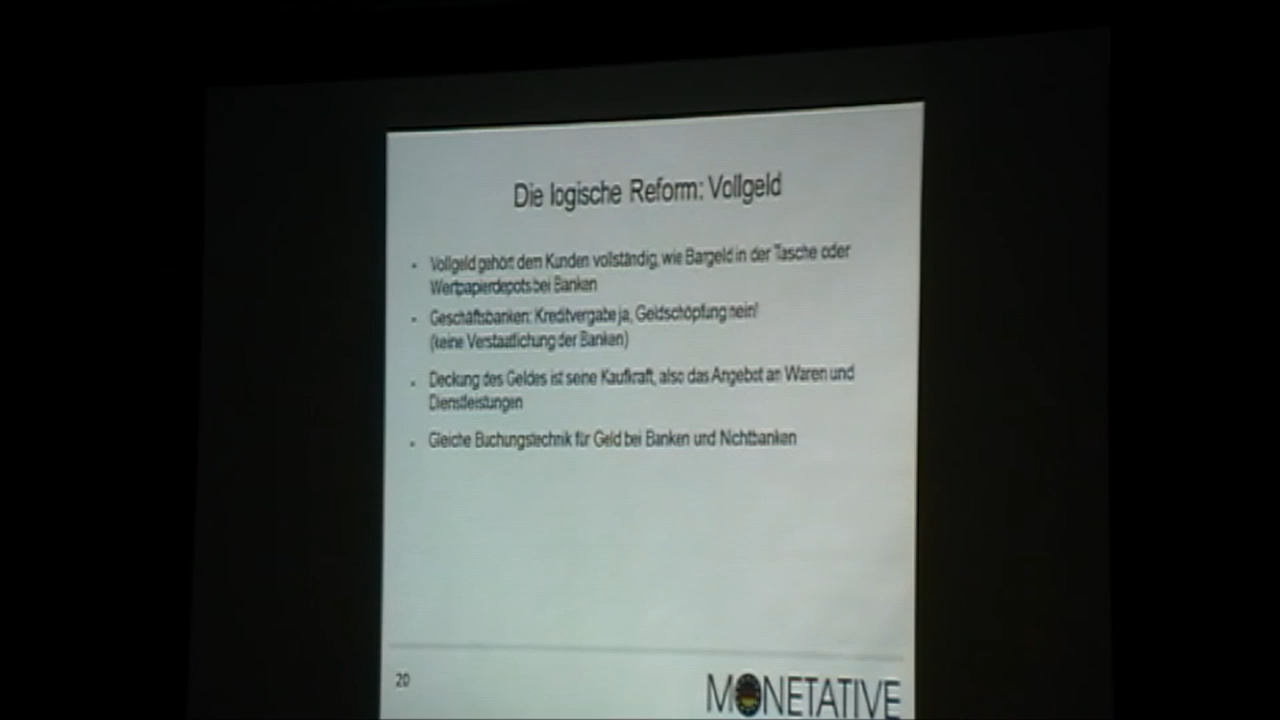 Die logische Reform: Vollgeld
• Vollgeld gehört dem Kunden vollständig, wie Bargeld in der Tasche oder
Wertpapierdepots bei Banken
• Geschäftsbanken: Kreditvergabe ja, Geldschöpfung nein!
(keine Verstaatlichung der Banken)
• Deckung des Geldes ist seine Kaufkraft, also das Angebot an Waren und
Dienstleistungen
• Gleiche Buchungstechnik für Geld bei Banken und Nichtbanken
20
MONETATIVE